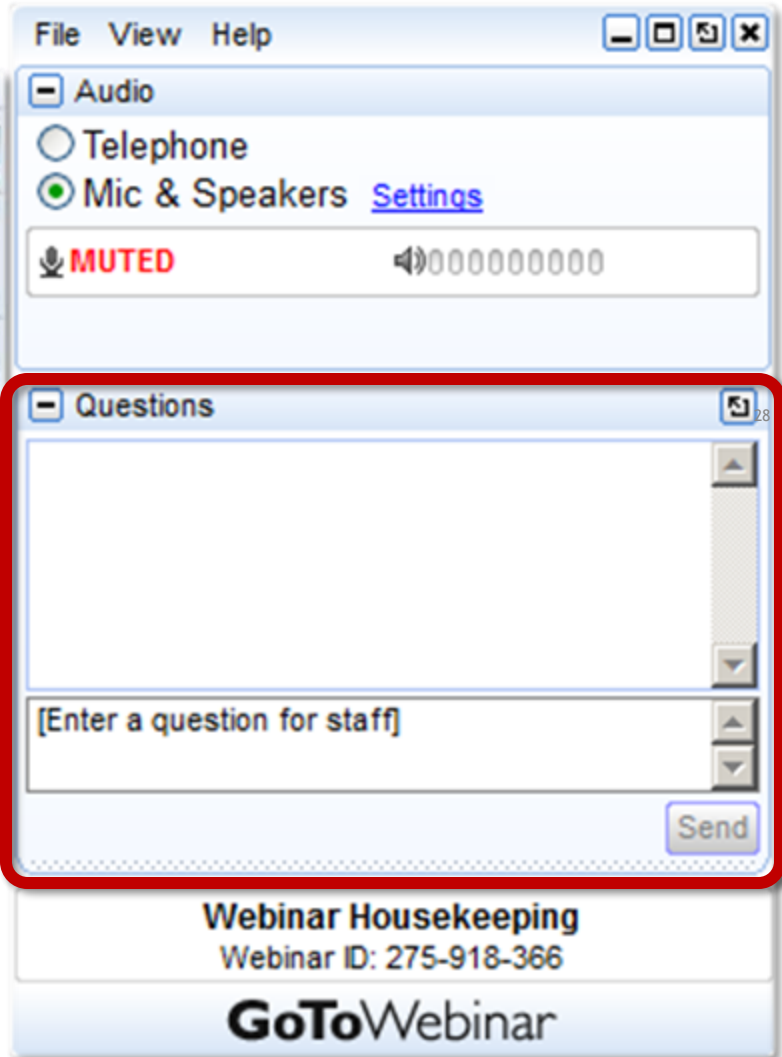 File View Help
Audio
Telephone
Mic & Speakers Settings
MUTED
Questions
28
[Enter a question for staff]
Send
Webinar Housekeeping
Webinar ID: 275-918-366
GoToWebinar